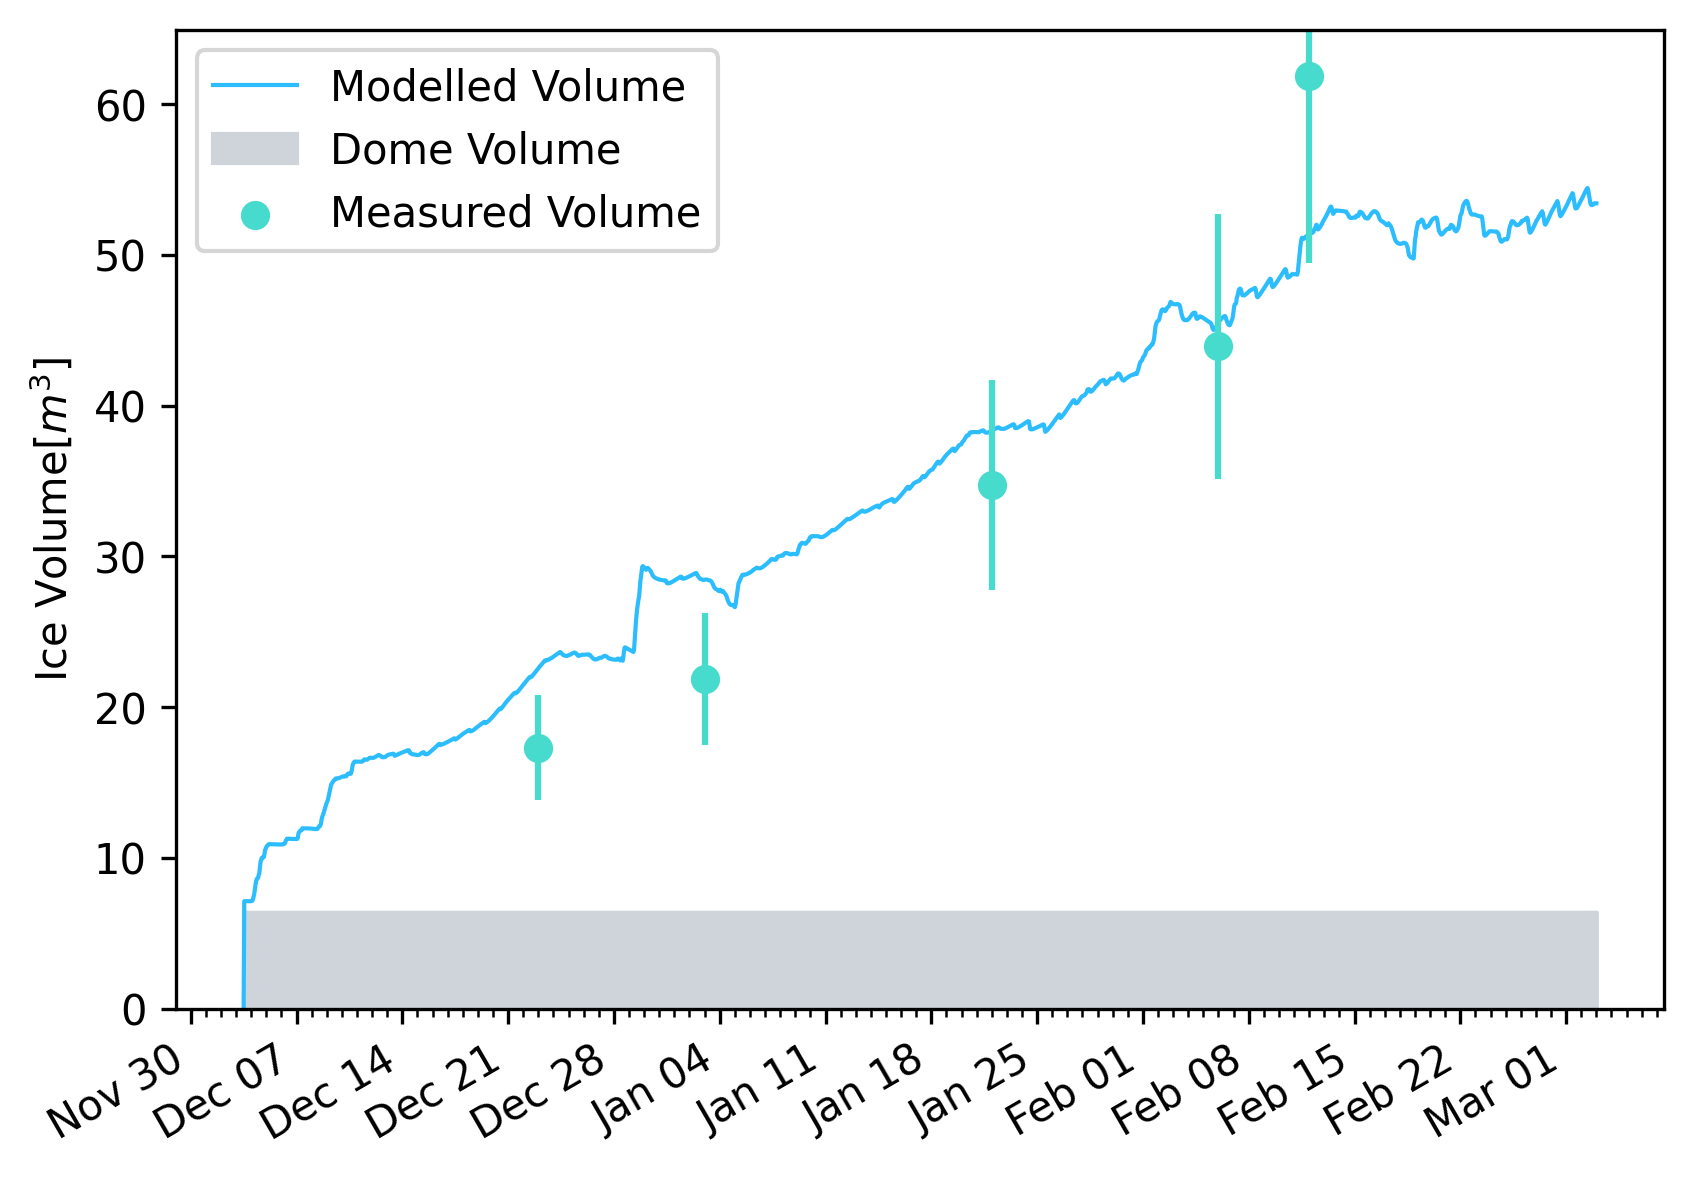 Modelled Volume
Dome Volume
Measured Volume
Ice Volume[m³]
60
50
40
30
20
10
0
Nov 30
Dec 07
Dec 14
Dec 21
Dec 28
Jan 04
Jan 11
Jan 18
Jan 25
Feb 01
Feb 08
Feb 15
Feb 22
Mar 01